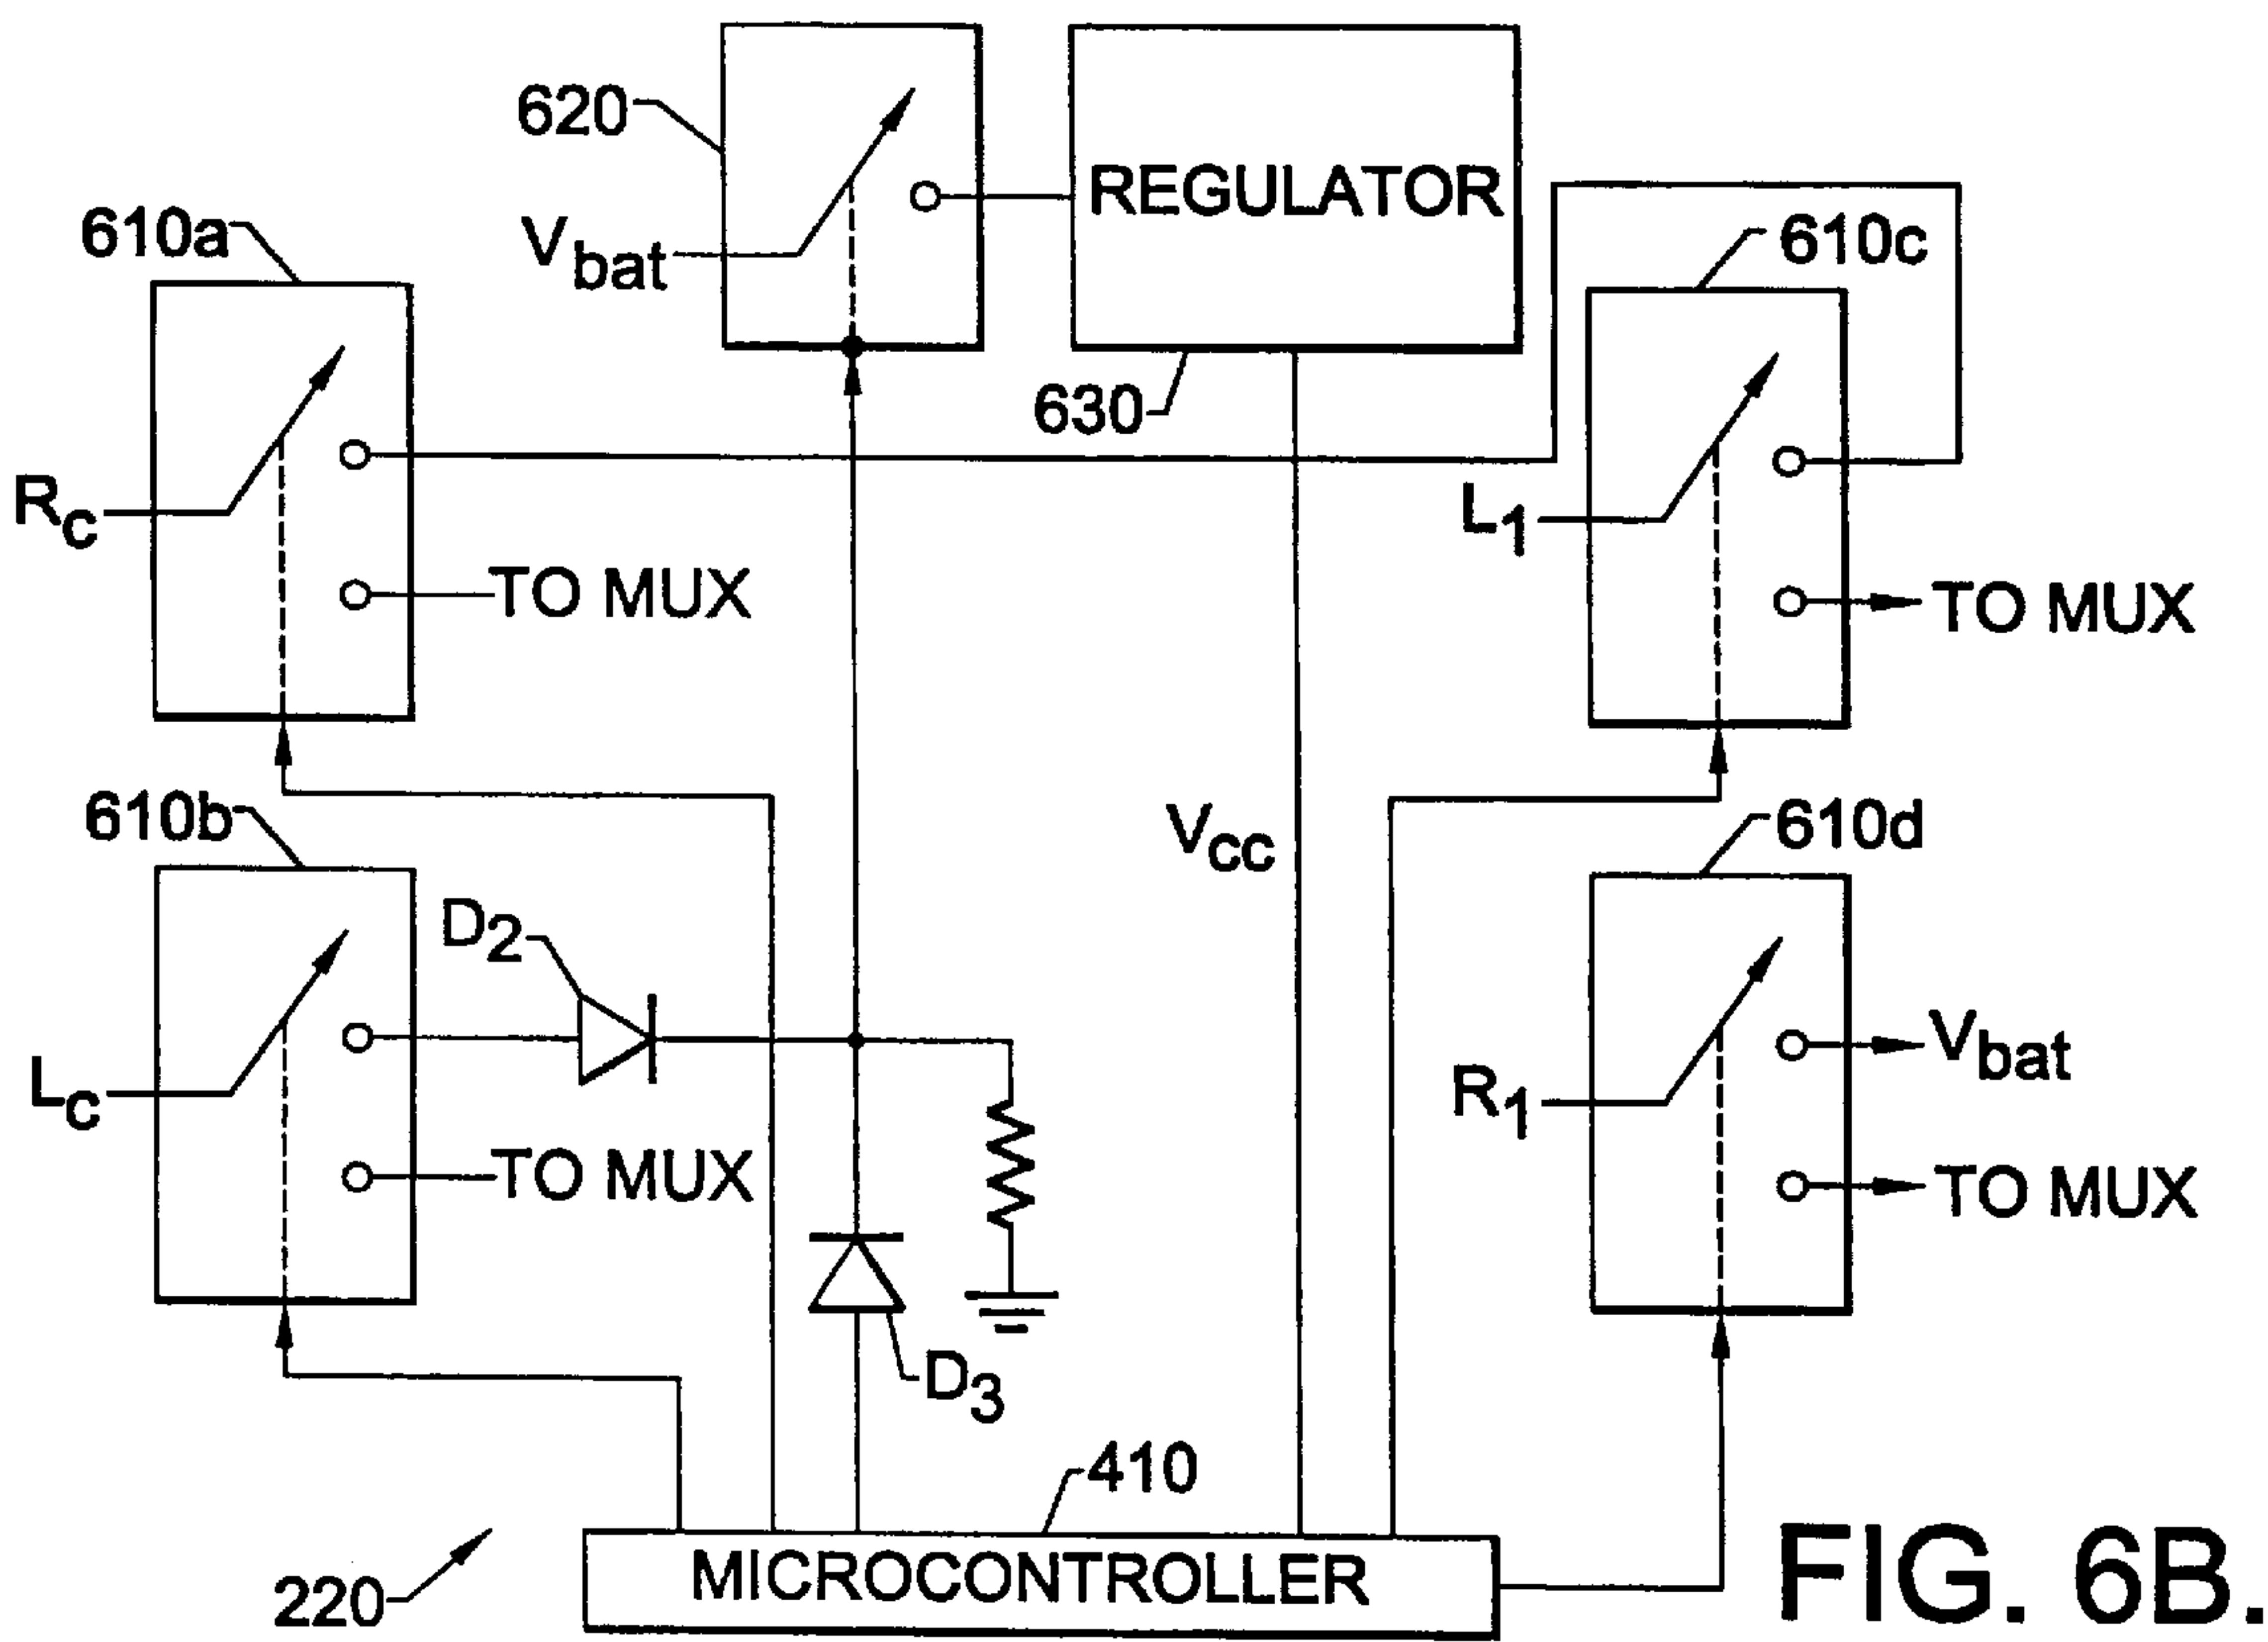 620
REGULATOR
610a
V bat
610c
630
Rc
L1
TO MUX
TO MUX
610b
Vcc
610d
D2
Vbat
Lc
R1
TO MUX
TO MUX
D3
410
MICROCONTROLLER
220
FIG. 6B.